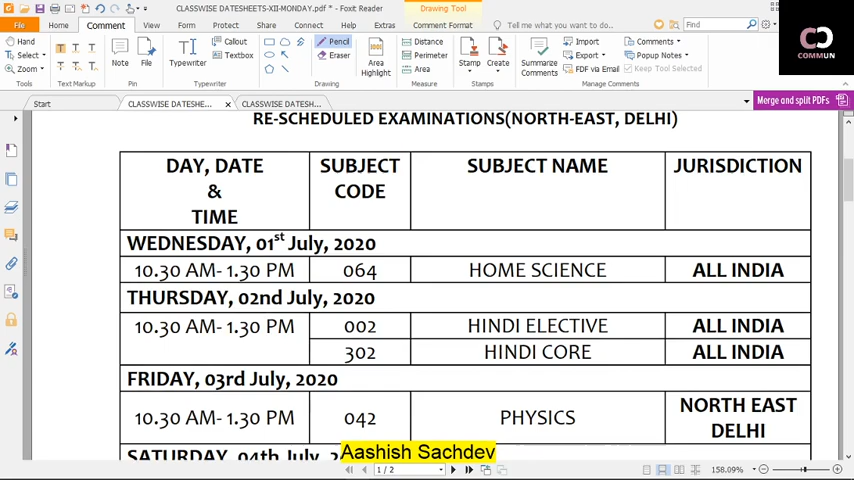 CLASSWISE DATESHEETS-XII-MONDAY.pdf * - Foxit Reader
Drawing Tool
File Home Comment View Form Protect Share Connect Help Extras Comment Format Tell me what you want to do... Find
Hand
Select
Zoom
Text Markup
Note
File
Pin
Typewriter
Callout
Textbox
Typewriter
Drawing
Pencil
Eraser
Area Highlight
Distance
Perimeter
Area
Measure
Stamp
Create
Stamps
Summarize Comments
Import
Export
FDF via Email
Comments
Popup Notes
Keep Tool Selected
Manage Comments
COMMUN
Start CLASSWISE DATESHE... CLASSWISE DATESH...
Merge and split PDFs
RE-SCHEDULED EXAMINATIONS(NORTH-EAST, DELHI)
DAY, DATE & TIME SUBJECT CODE SUBJECT NAME JURISDICTION
WEDNESDAY, 01st July, 2020
10.30 AM- 1.30 PM 064 HOME SCIENCE ALL INDIA
THURSDAY, 02nd July, 2020
10.30 AM- 1.30 PM 002 HINDI ELECTIVE ALL INDIA
302 HINDI CORE ALL INDIA
FRIDAY, 03rd July, 2020
10.30 AM- 1.30 PM 042 PHYSICS NORTH EAST DELHI
SATURDAY, 04th July, 2
Aashish Sachdev
1 / 2
158.09%